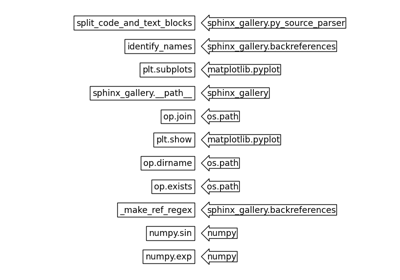 split_code_and_text_blocks sphinx_gallery.py_source_parser
identify_names sphinx_gallery.backreferences
plt.subplots matplotlib.pyplot
sphinx_gallery.__path__ sphinx_gallery
op.join os.path
plt.show matplotlib.pyplot
op.dirname os.path
op.exists os.path
_make_ref_regex sphinx_gallery.backreferences
numpy.sin numpy
numpy.exp numpy